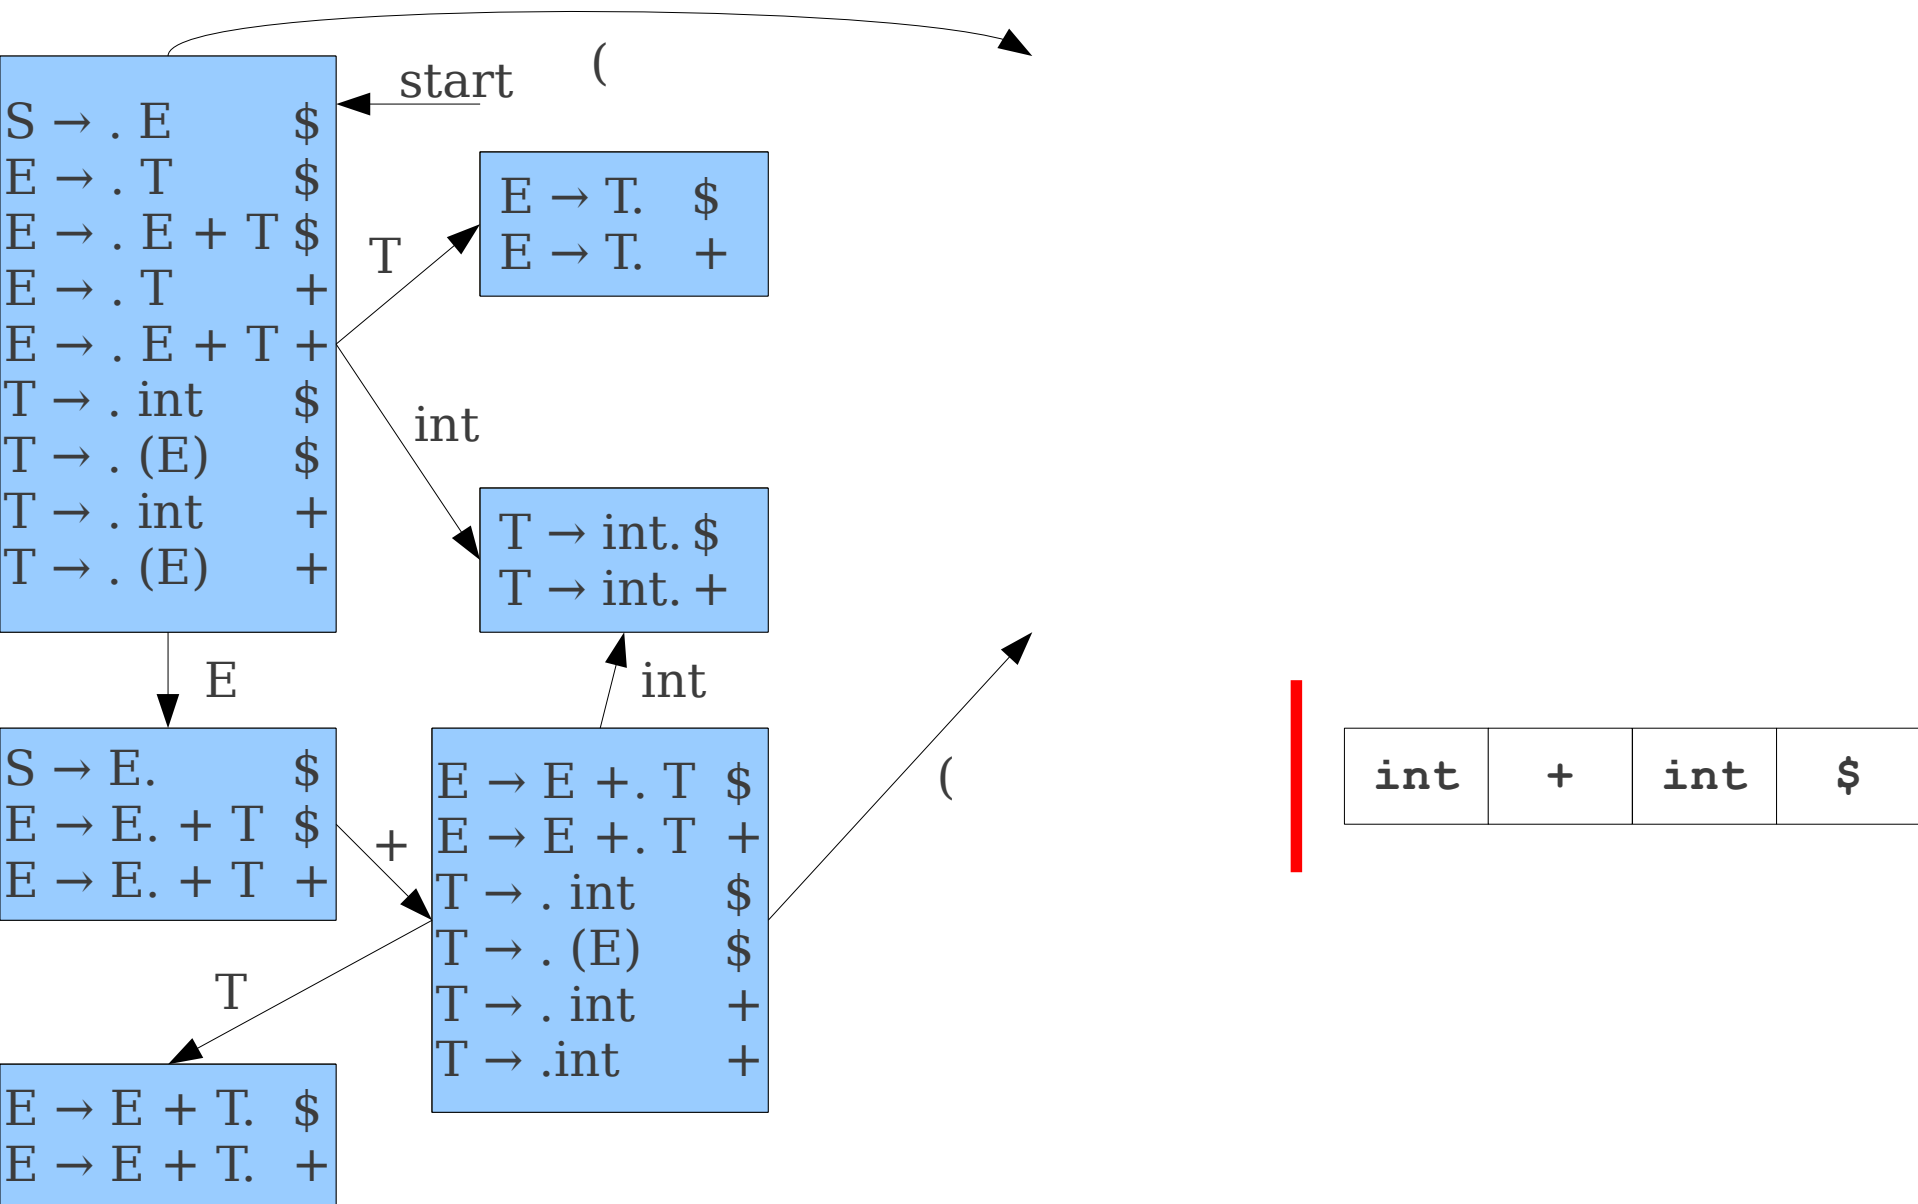 (
start
S → . E $
E → . T $
E → . E + T $
E → . T +
E → . E + T +
T → . int $
T → . (E) $
T → . int +
T → . (E) +
T
E → T. $
E → T. +
int
T → int. $
T → int. +
E
int
S → E. $
E → E. + T $
E → E. + T +
+
E → E +. T $
E → E +. T +
T → . int $
T → . (E) $
T → . int +
T → .int +
(
int + int $
T
E → E + T. $
E → E + T. +